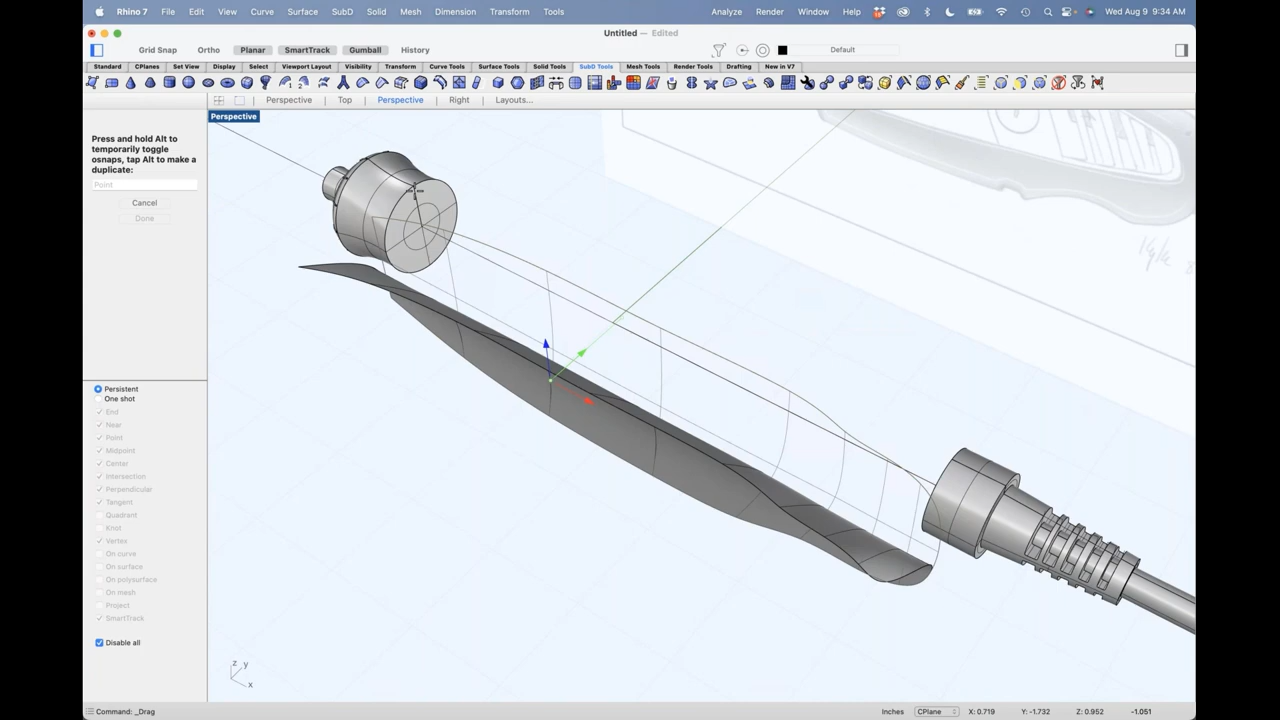 Rhino 7 File Edit View Curve Surface SubD Solid Mesh Dimension Transform Tools Analyze Render Window Help Wed Aug 9 9:34 AM
Untitled — Edited
Grid Snap Ortho Planar SmartTrack Gumball History Default
Standard CPlanes Set View Display Select Viewport Layout Visibility Transform Curve Tools Surface Tools Solid Tools SubD Tools Mesh Tools Render Tools Drafting New in V7
Perspective Top Perspective Right Layouts...
Perspective
Press and hold Alt to
temporarily toggle
osnaps, tap Alt to make a
duplicate:
Point
Cancel
Done
Persistent
One shot
End
Near
Point
Midpoint
Center
Intersection
Perpendicular
Tangent
Quadrant
Knot
Vertex
On curve
On surface
On polysurface
On mesh
Project
SmartTrack
Disable all
z y
x
Command: _Drag Inches CPlane X: 0.719 Y: -1.732 Z: 0.952 -1.051